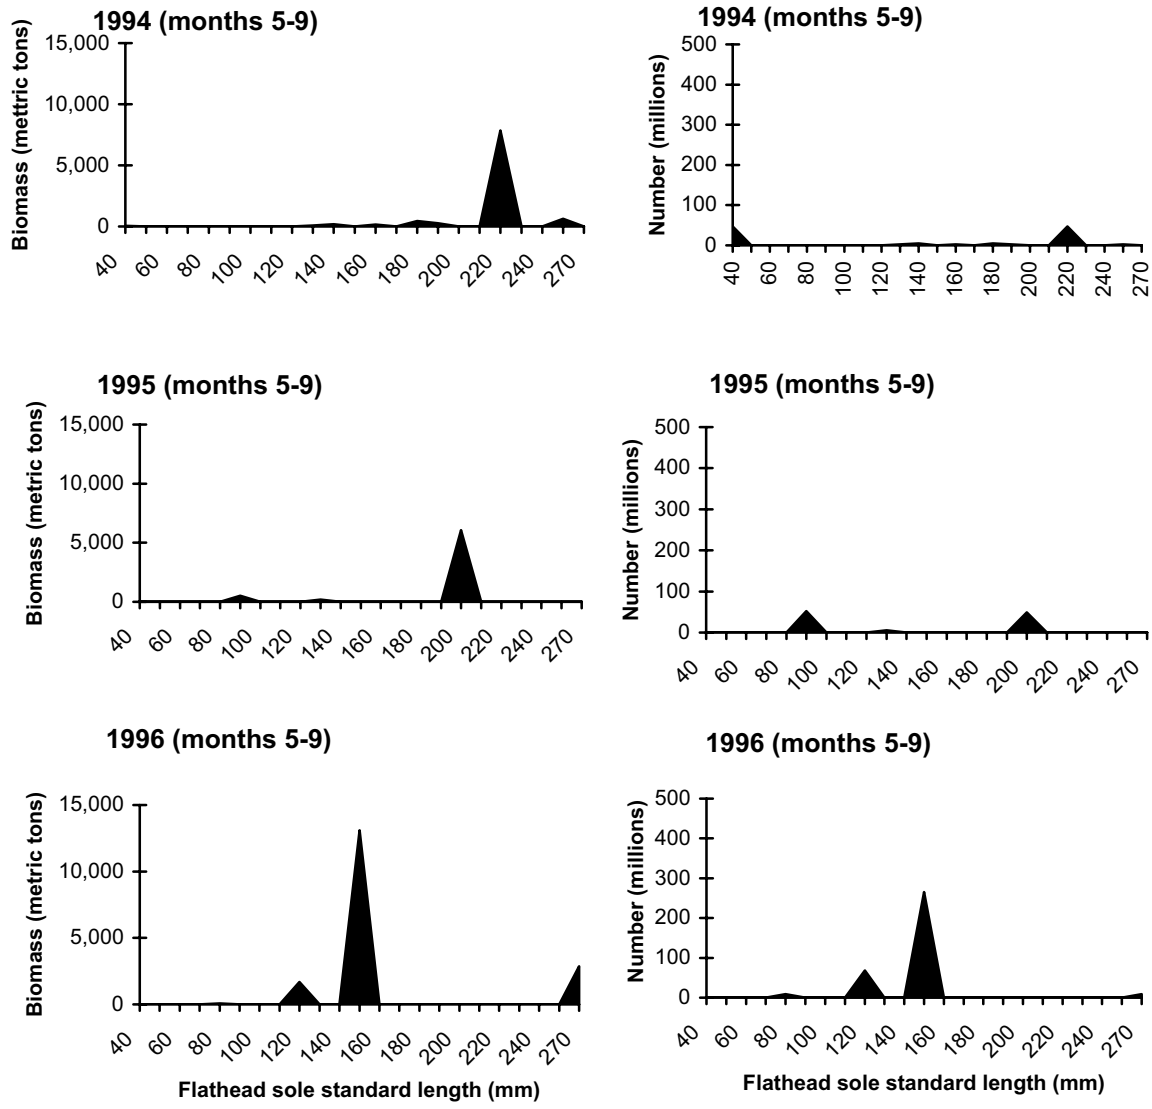 1994 (months 5-9)
Biomass (mettric tons)
15,000
10,000
5,000
0
40 60 80 100 120 140 160 180 200 220 240 270
1994 (months 5-9)
Number (millions)
500
400
300
200
100
0
40 60 80 100 120 140 160 180 200 220 240 270
1995 (months 5-9)
Biomass (metric tons)
15,000
10,000
5,000
0
40 60 80 100 120 140 160 180 200 220 240 270
1995 (months 5-9)
Number (millions)
500
400
300
200
100
0
40 60 80 100 120 140 160 180 200 220 240 270
1996 (months 5-9)
Biomass (metric tons)
15,000
10,000
5,000
0
40 60 80 100 120 140 160 180 200 220 240 270
Flathead sole standard length (mm)
1996 (months 5-9)
Number (millions)
500
400
300
200
100
0
40 60 80 100 120 140 160 180 200 220 240 270
Flathead sole standard length (mm)